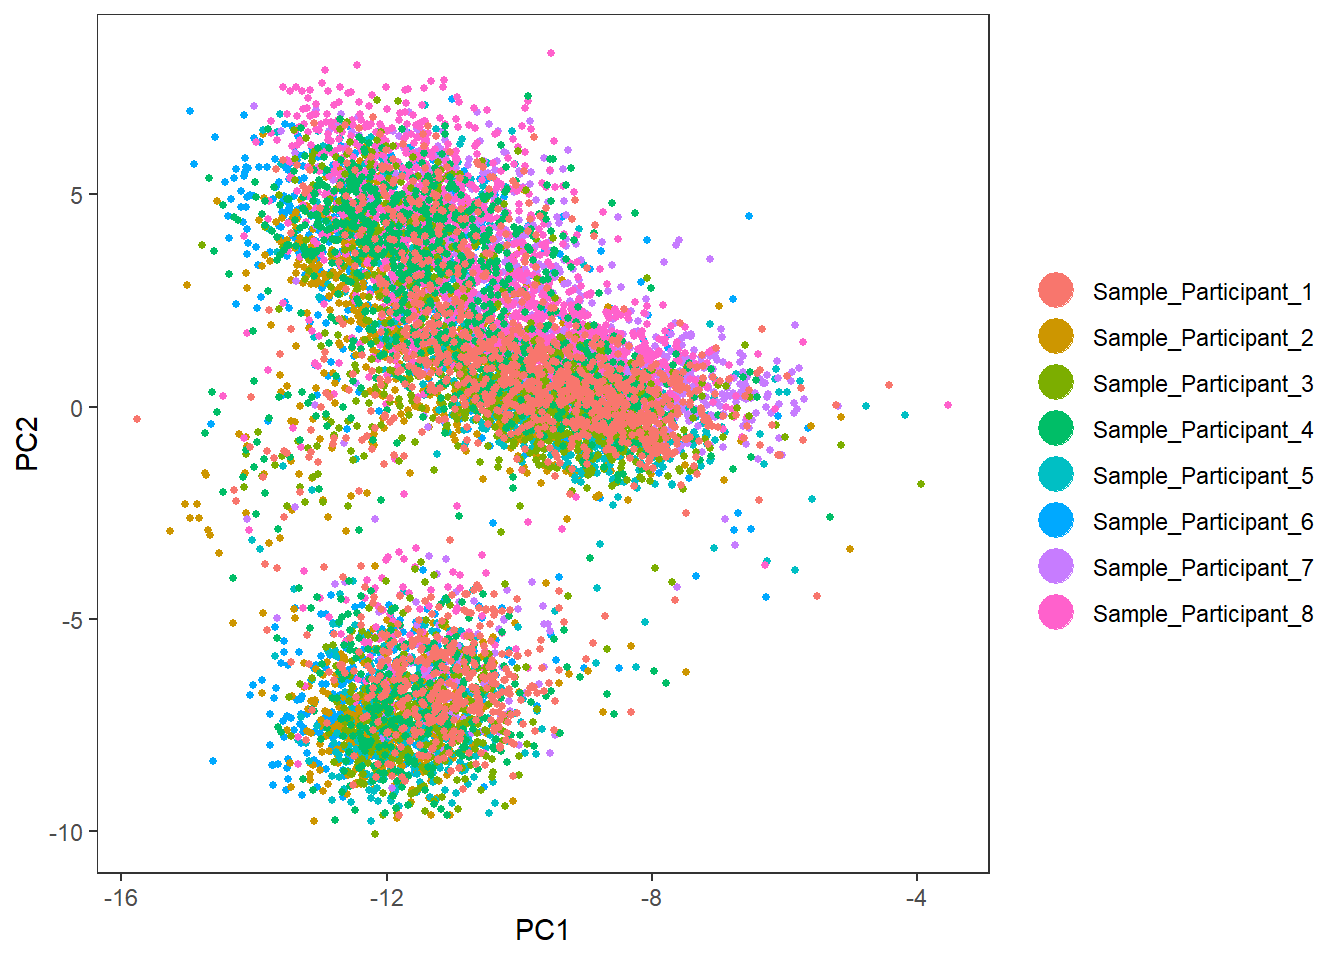 5
0
-5
-10
PC2
-16
-12
-8
-4
PC1
Sample_Participant_1
Sample_Participant_2
Sample_Participant_3
Sample_Participant_4
Sample_Participant_5
Sample_Participant_6
Sample_Participant_7
Sample_Participant_8